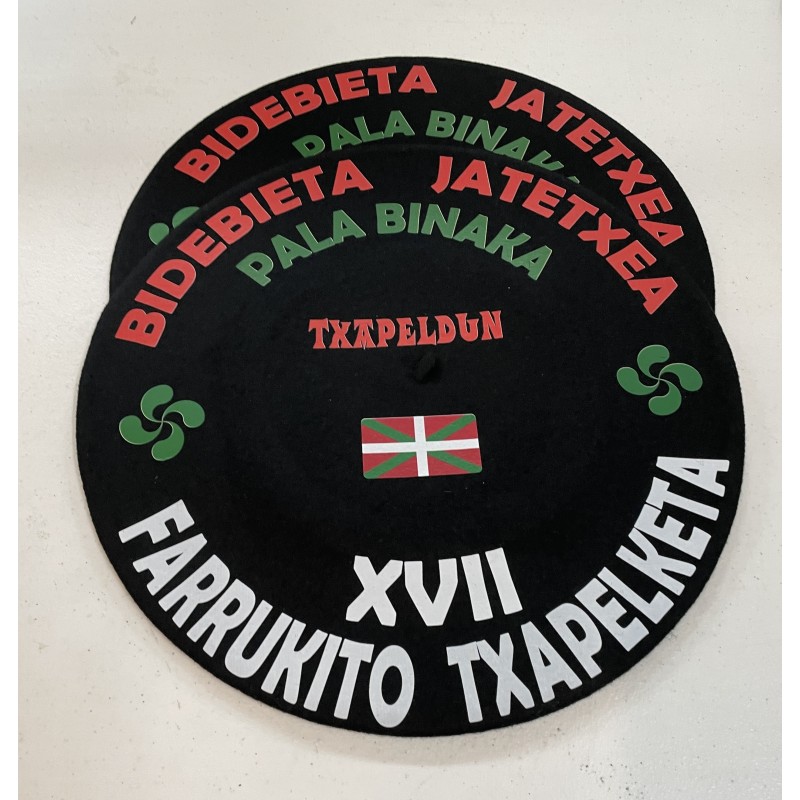 BIDEBIETA JATETXEA
PALA BINAKA
BIDEBIETA JATETXEA
PALA BINAKA
TXAPELDUN
XVII
FARRUKITO TXAPELKETA